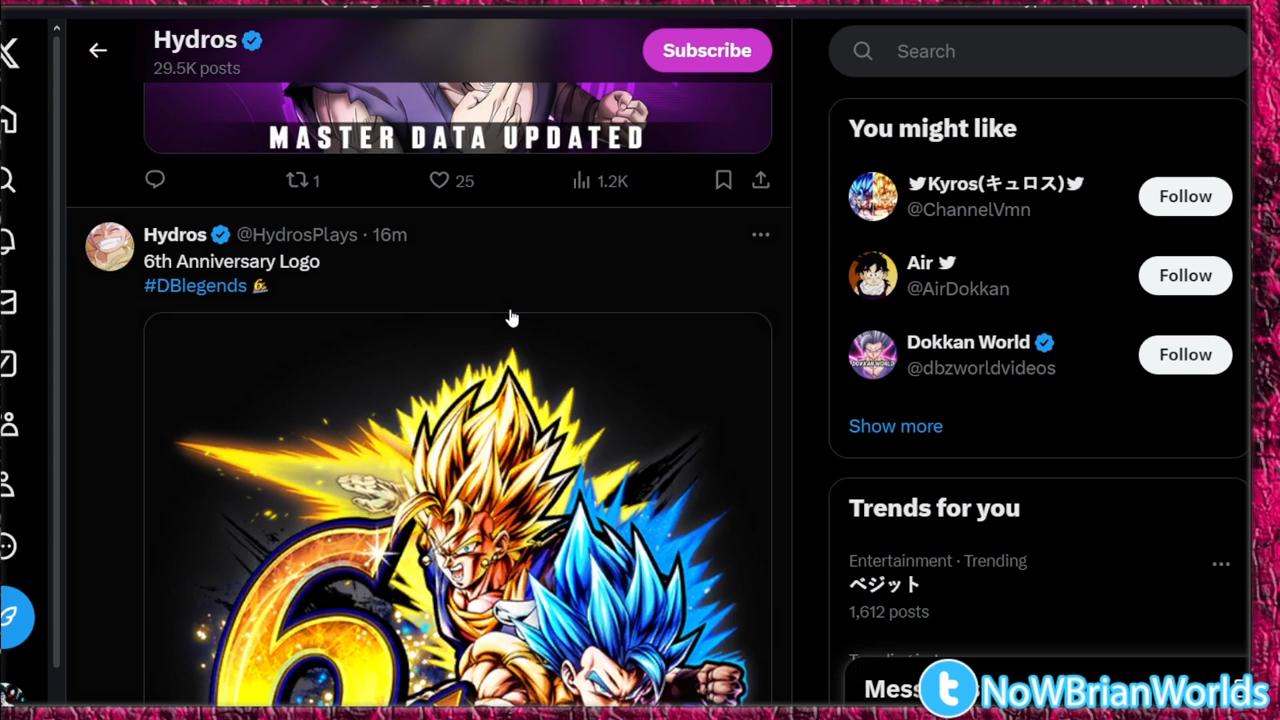 Hydros
29.5K posts
Subscribe
MASTER DATA UPDATED
1
25
1.2K
Hydros @HydrosPlays · 16m
6th Anniversary Logo
#DBlegends
6
Search
You might like
Kyros(キュロス)
@ChannelVmn
Follow
Air
@AirDokkan
Follow
Dokkan World
@dbzworldvideos
Follow
Show more
Trends for you
Entertainment · Trending
ベジット
1,612 posts
NoWBrianWorlds